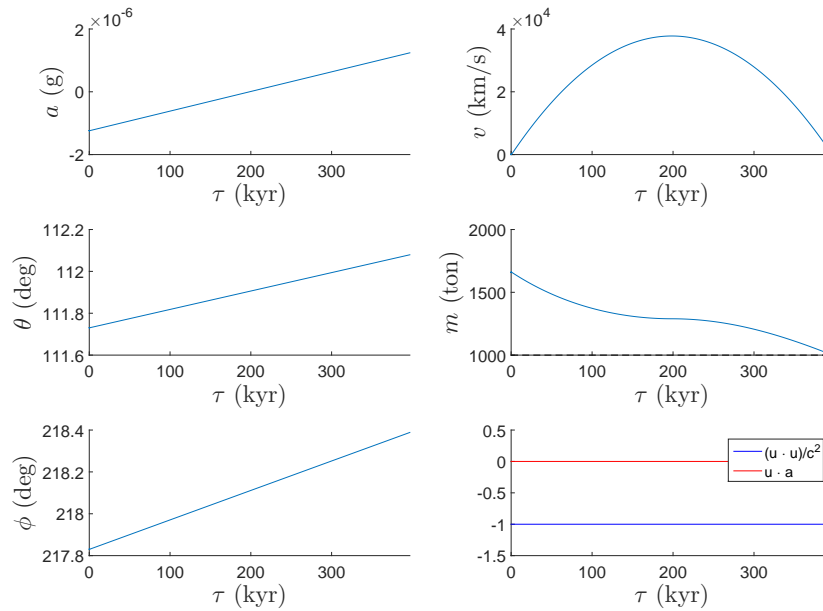 ×10⁻⁶
2
0
-2
a (g)
0 100 200 300
τ (kyr)
×10⁴
4
2
0
v (km/s)
0 100 200 300
τ (kyr)
112.2
112
111.8
111.6
θ (deg)
0 100 200 300
τ (kyr)
2000
1500
1000
m (ton)
0 100 200 300
τ (kyr)
218.4
218.2
218
217.8
ϕ (deg)
0 100 200 300
τ (kyr)
0.5
0
-0.5
-1
-1.5
(u · u)/c²
u · a
0 100 200 300
τ (kyr)